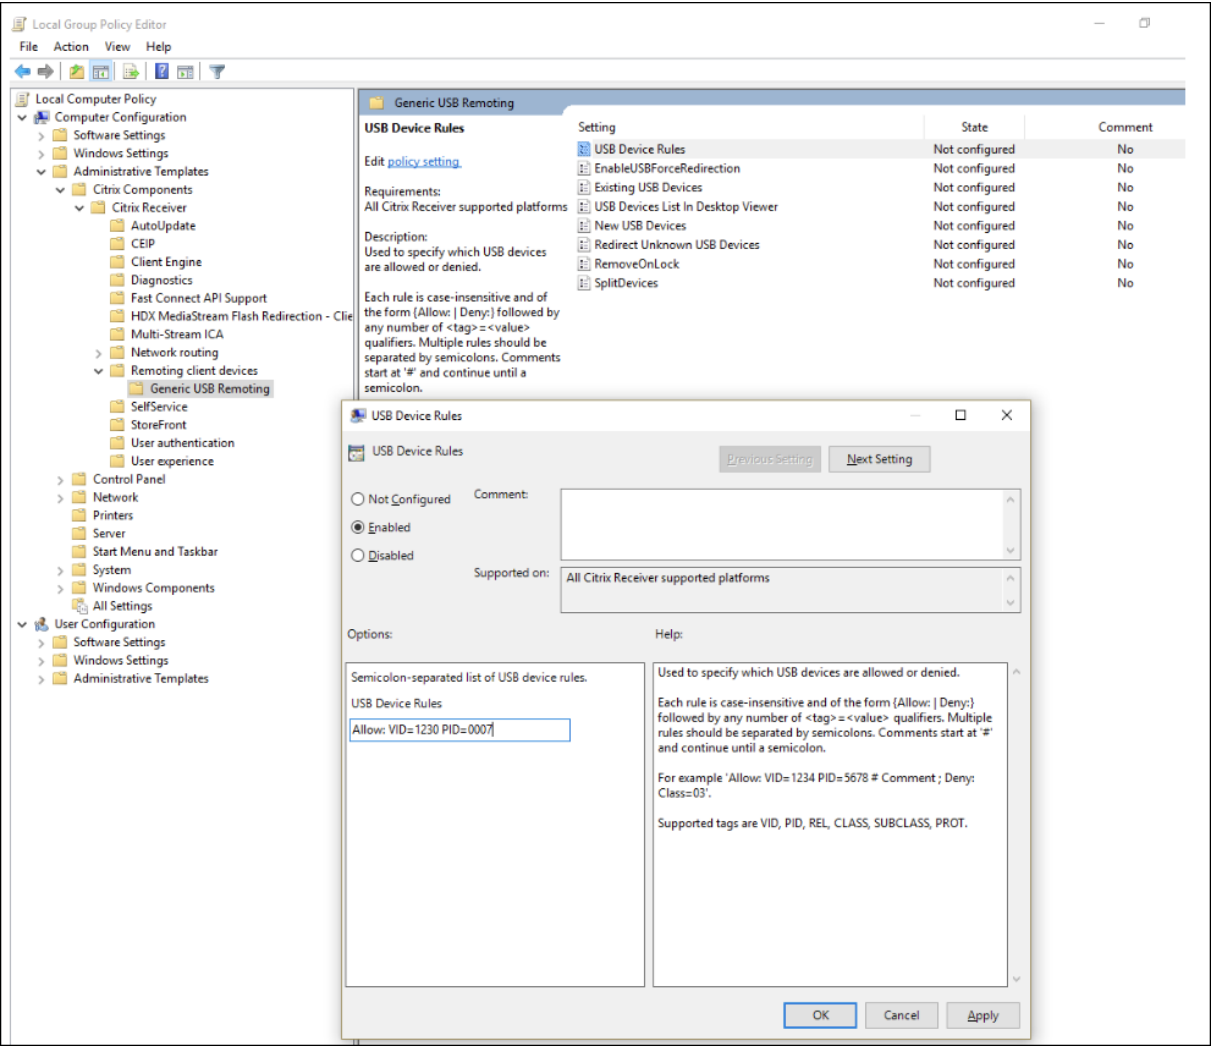 Local Group Policy Editor
File Action View Help
Local Computer Policy
Computer Configuration
Software Settings
Windows Settings
Administrative Templates
Citrix Components
Citrix Receiver
AutoUpdate
CEIP
Client Engine
Diagnostics
Fast Connect API Support
HDX MediaStream Flash Redirection - Clie
Multi-Stream ICA
Network routing
Remoting client devices
Generic USB Remoting
SelfService
StoreFront
User authentication
User experience
Control Panel
Network
Printers
Server
Start Menu and Taskbar
System
Windows Components
All Settings
User Configuration
Software Settings
Windows Settings
Administrative Templates
Generic USB Remoting
USB Device Rules
Edit policy setting
Requirements:
All Citrix Receiver supported platforms
Description:
Used to specify which USB devices
are allowed or denied.
Each rule is case-insensitive and of
the form {Allow: | Deny:} followed by
any number of <tag>=<value>
qualifiers. Multiple rules should be
separated by semicolons. Comments
start at '#' and continue until a
semicolon.
Setting State Comment
USB Device Rules Not configured No
EnableUSBForceRedirection Not configured No
Existing USB Devices Not configured No
USB Devices List In Desktop Viewer Not configured No
New USB Devices Not configured No
Redirect Unknown USB Devices Not configured No
RemoveOnLock Not configured No
SplitDevices Not configured No
USB Device Rules
USB Device Rules
Previous Setting Next Setting
Not Configured
Enabled
Disabled
Comment:
Supported on:
All Citrix Receiver supported platforms
Options:
Help:
Semicolon-separated list of USB device rules.
USB Device Rules
Allow: VID=1230 PID=0007
Used to specify which USB devices are allowed or denied.
Each rule is case-insensitive and of the form {Allow: | Deny:}
followed by any number of <tag>=<value> qualifiers. Multiple
rules should be separated by semicolons. Comments start at '#'
and continue until a semicolon.
For example 'Allow: VID=1234 PID=5678 # Comment ; Deny:
Class=03'.
Supported tags are VID, PID, REL, CLASS, SUBCLASS, PROT.
OK Cancel Apply